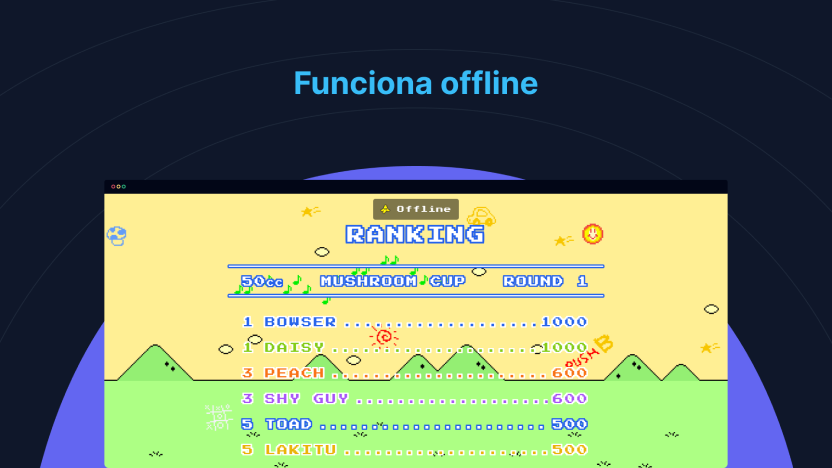 Funciona offline
Offline
RANKING
50cc MUSHROOM CUP ROUND 1
1 BOWSER ..................1000
1 DAISY ...................1000
3 PEACH .....................600
3 SHY GUY ...................600
5 TOAD ......................500
5 LAKITU ....................500
PUSH B